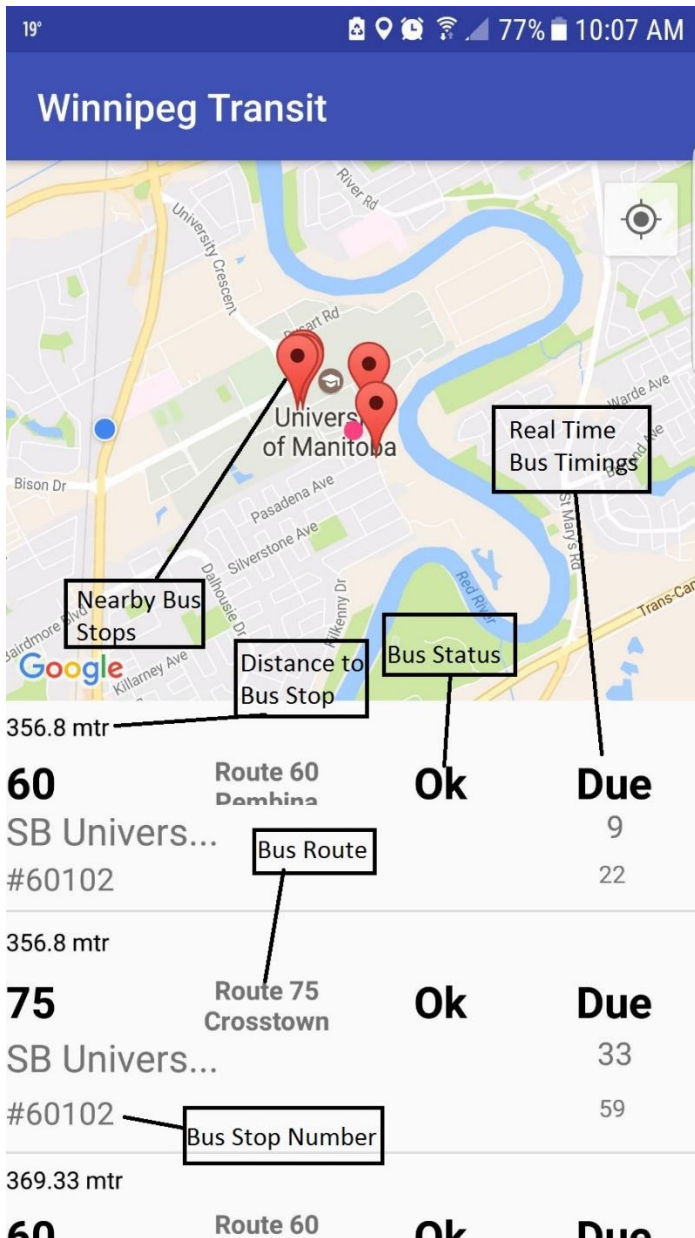 19°
77% 10:07 AM
Winnipeg Transit
River Rd
University Crescent
Dysart Rd
University
of Manitoba
Warde Ave
Real Time
Bus Timings
Bison Dr
Pasadena Ave
Silverstone Ave
St Mary's Rd
Dalhousie Dr
Kilkenny Dr
Red River
Trans-Can
Nearby Bus
Stops
Bairdmore Blvd
Google
Killarney Ave
Distance to
Bus Stop
Bus Status
356.8 mtr
60
Route 60
Pembina
Ok
Due
SB Univers...
9
#60102
22
Bus Route
356.8 mtr
75
Route 75
Crosstown
Ok
Due
SB Univers...
33
#60102
59
Bus Stop Number
369.33 mtr
60
Route 60
Ok
Due